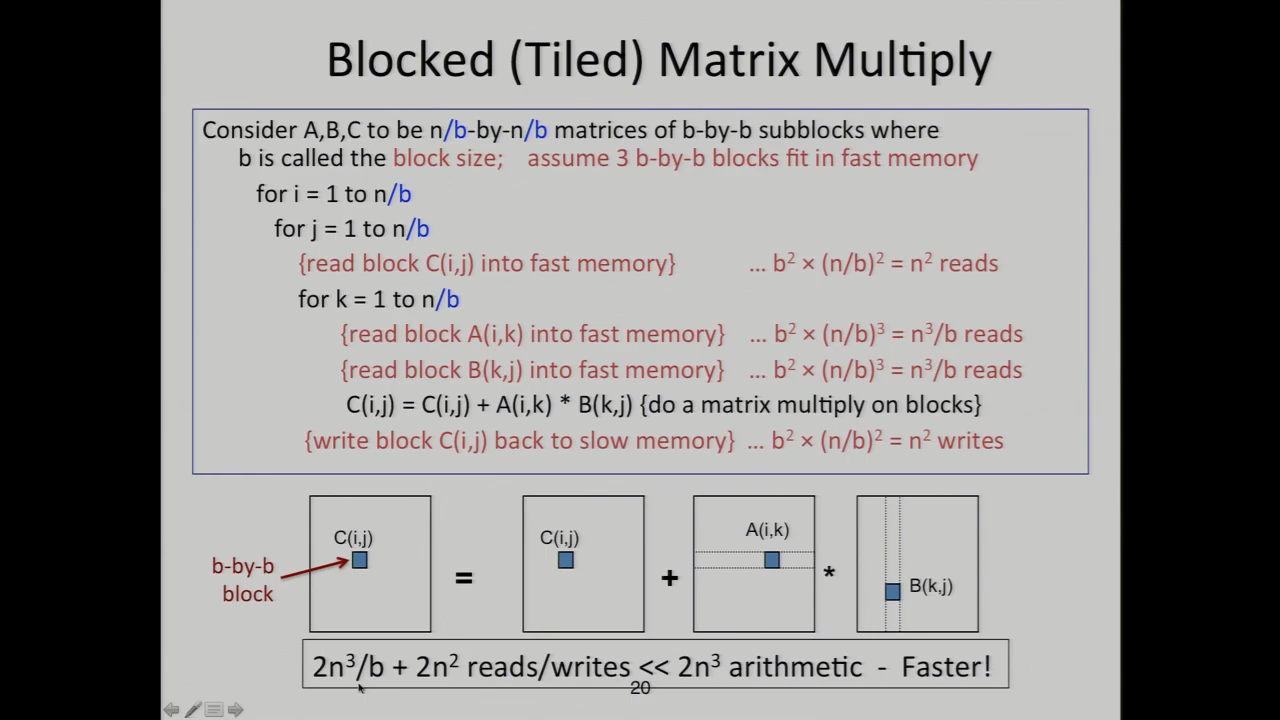 Blocked (Tiled) Matrix Multiply
Consider A,B,C to be n/b-by-n/b matrices of b-by-b subblocks where
b is called the block size; assume 3 b-by-b blocks fit in fast memory
for i = 1 to n/b
for j = 1 to n/b
{read block C(i,j) into fast memory} … b² × (n/b)² = n² reads
for k = 1 to n/b
{read block A(i,k) into fast memory} … b² × (n/b)³ = n³/b reads
{read block B(k,j) into fast memory} … b² × (n/b)³ = n³/b reads
C(i,j) = C(i,j) + A(i,k) * B(k,j) {do a matrix multiply on blocks}
{write block C(i,j) back to slow memory} … b² × (n/b)² = n² writes
C(i,j) C(i,j) A(i,k)
b-by-b
block
= + *
B(k,j)
2n³/b + 2n² reads/writes << 2n³ arithmetic - Faster!
20